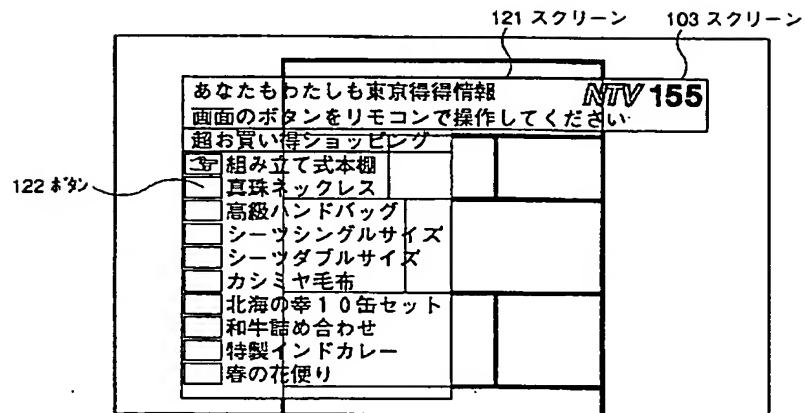 121 スクリーン
103 スクリーン
あなたもわたしも東京得得情報
NTV 155
画面のボタンをリモコンで操作してください
超お買い得ショッピング
組み立て式本棚
122 ボタン
真珠ネックレス
高級ハンドバッグ
シーツシングルサイズ
シーツダブルサイズ
カシミヤ毛布
北海の幸10缶セット
和牛詰め合わせ
特製インドカレー
春の花便り